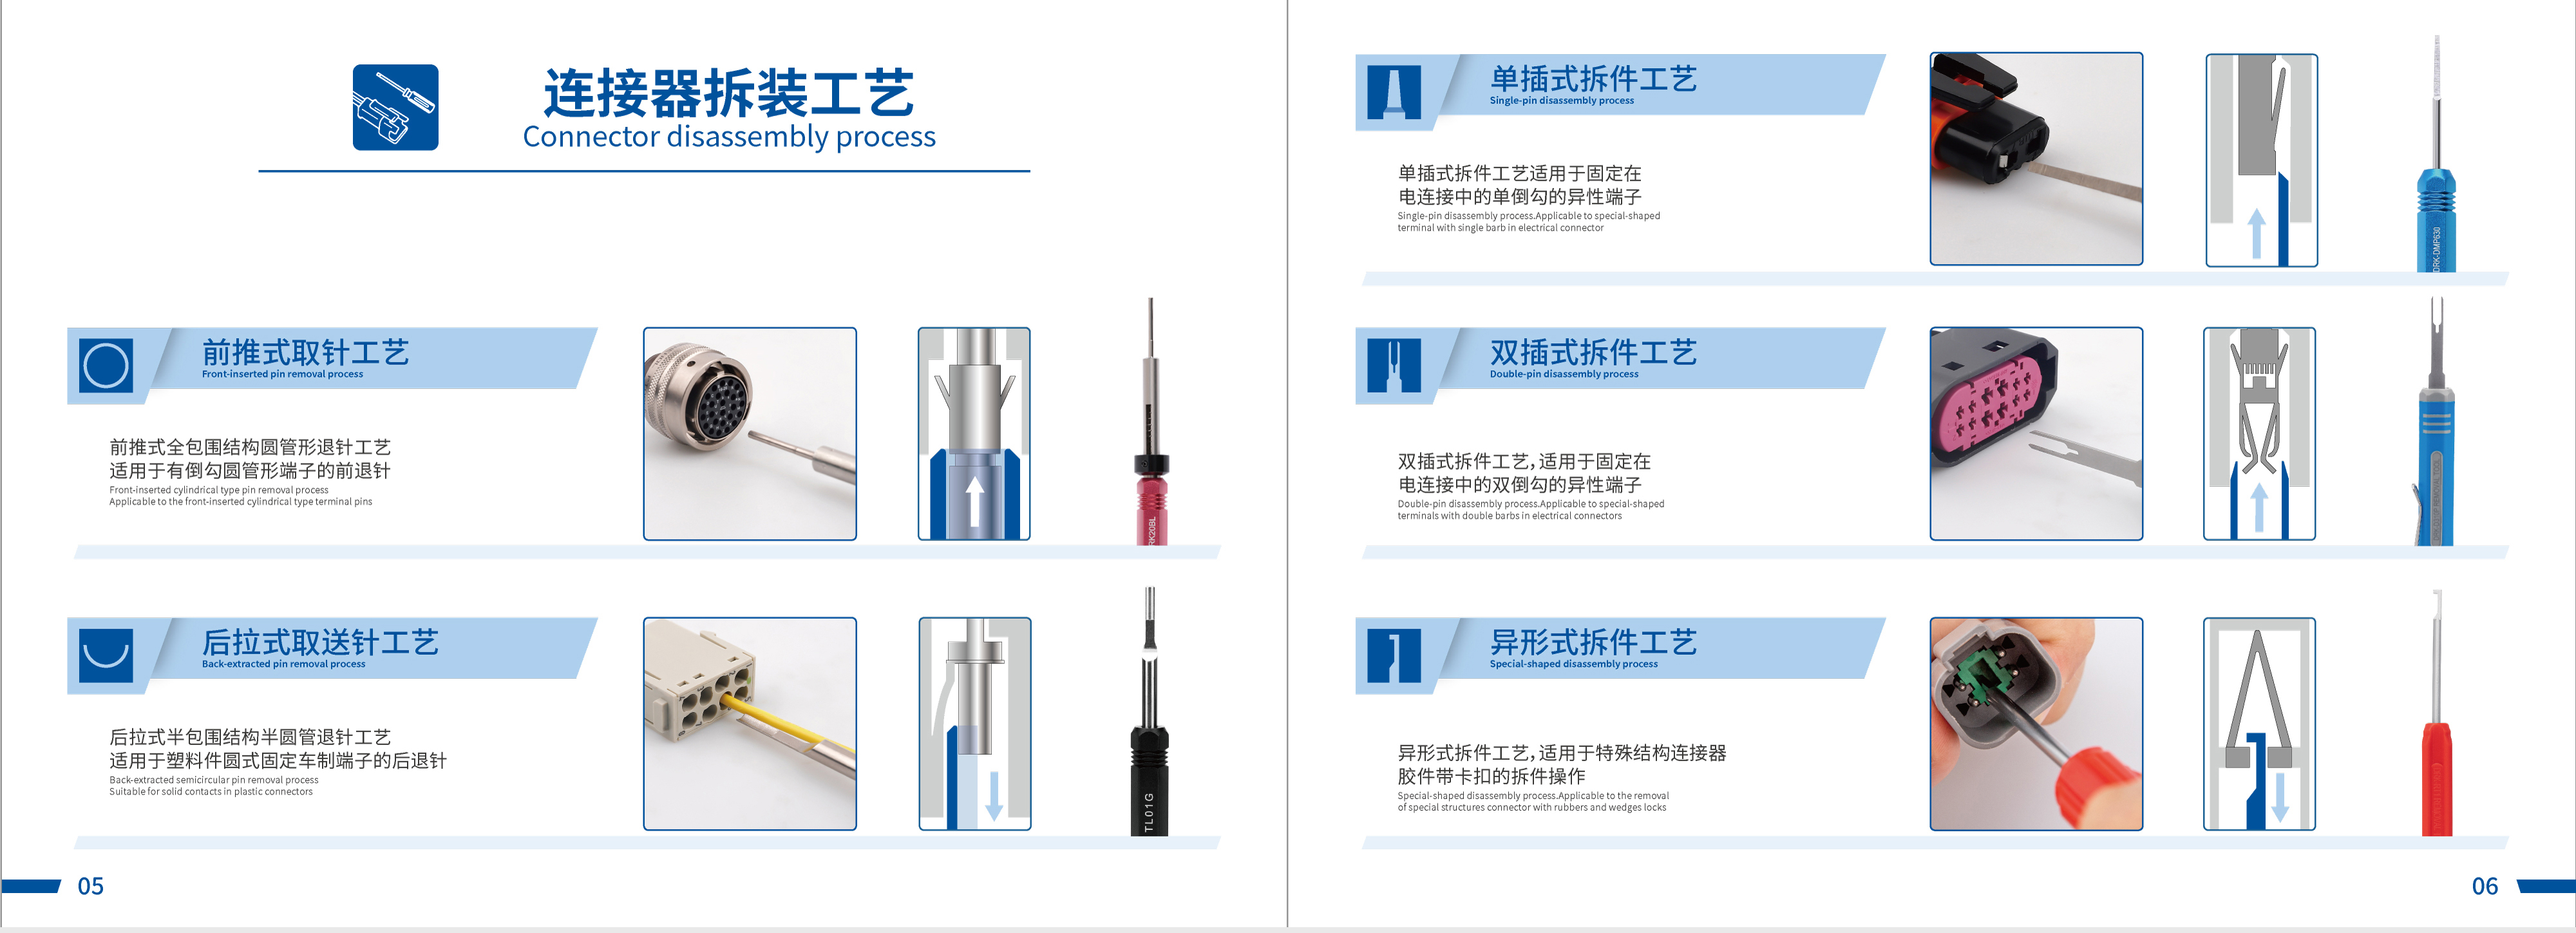 连接器拆装工艺
Connector disassembly process
前推式取针工艺
Front-inserted pin removal process
前推式全包围结构圆管形退针工艺
适用于有倒勾圆管形端子的前退针
Front-inserted cylindrical type pin removal process
Applicable to the front-inserted cylindrical type terminal pins
RK20BL
后拉式取送针工艺
Back-extracted pin removal process
后拉式半包围结构半圆管退针工艺
适用于塑料件圆式固定车制端子的后退针
Back-extracted semicircular pin removal process
Suitable for solid contacts in plastic connectors
TL01G
05
单插式拆件工艺
Single-pin disassembly process
单插式拆件工艺适用于固定在
电连接中的单倒勾的异性端子
Single-pin disassembly process.Applicable to special-shaped
terminal with single barb in electrical connector
DRK-DMP630
双插式拆件工艺
Double-pin disassembly process
双插式拆件工艺,适用于固定在
电连接中的双倒勾的异性端子
Double-pin disassembly process.Applicable to special-shaped
terminals with double barbs in electrical connectors
异形式拆件工艺
Special-shaped disassembly process
异形式拆件工艺,适用于特殊结构连接器
胶件带卡扣的拆件操作
Special-shaped disassembly process.Applicable to the removal
of special structures connector with rubbers and wedges locks
06